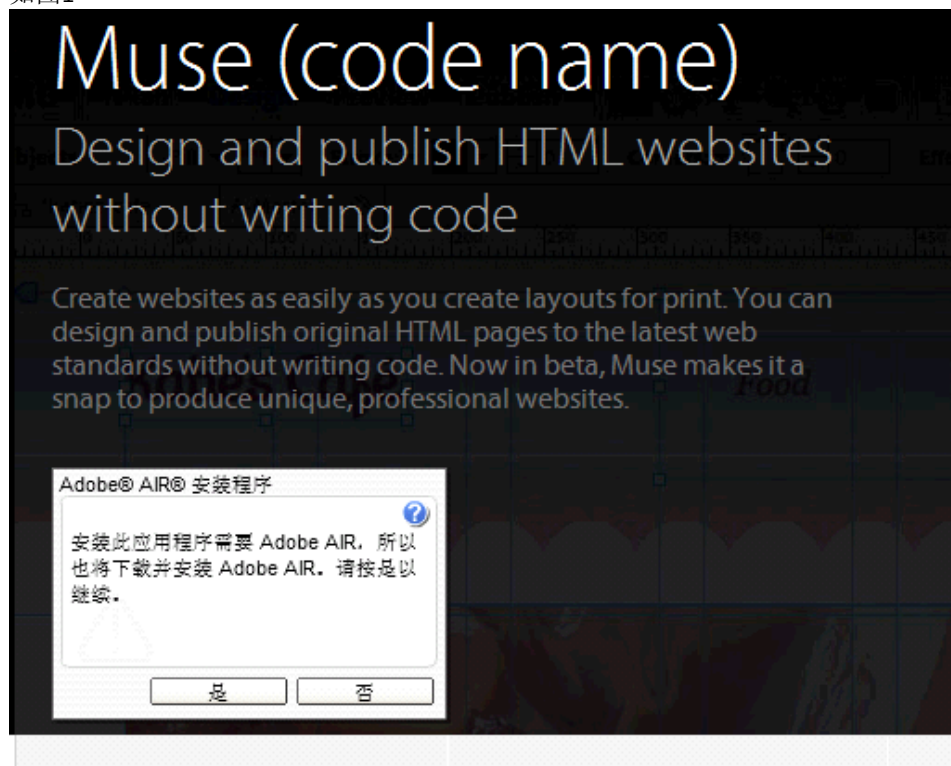 如图1
Muse (code name)
Design and publish HTML websites
without writing code
Create websites as easily as you create layouts for print. You can
design and publish original HTML pages to the latest web
standards without writing code. Now in beta, Muse makes it a
snap to produce unique, professional websites.
Food
Adobe® AIR® 安装程序
安装此应用程序需要 Adobe AIR，所以
也将下载并安装 Adobe AIR。请按是以
继续。
是
否